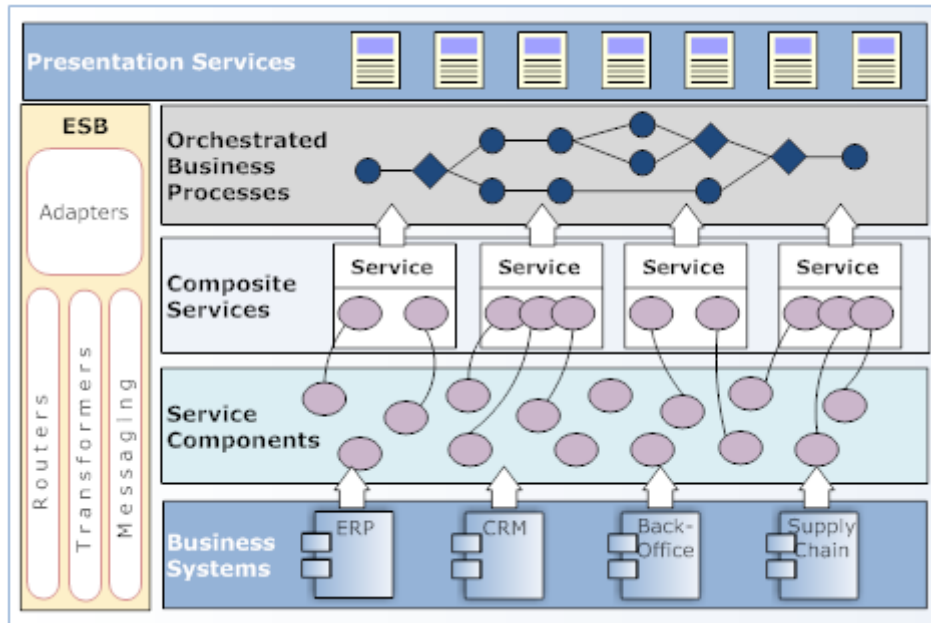 Presentation Services
ESB
Adapters
Routers
Transformers
Messaging
Orchestrated
Business
Processes
Composite
Services
Service
Service
Service
Service
Service
Components
Business
Systems
ERP
CRM
Back-
Office
Supply
Chain